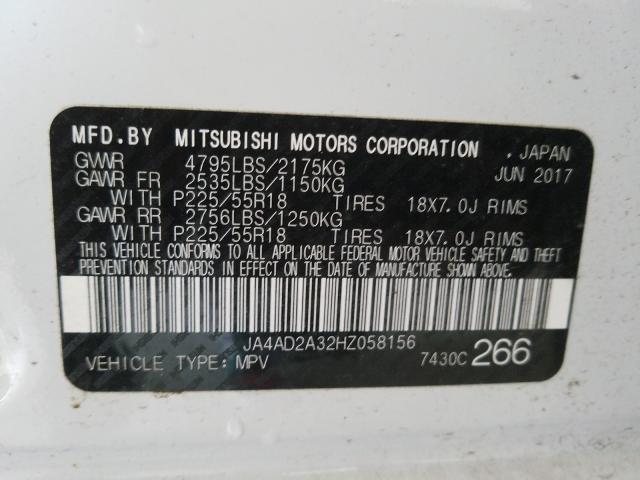 MFD.BY MITSUBISHI MOTORS CORPORATION . JAPAN
GVWR 4795LBS/2175KG JUN 2017
GAWR FR 2535LBS/1150KG
WITH P225/55R18 TIRES 18X7.0J RIMS
GAWR RR 2756LBS/1250KG
WITH P225/55R18 TIRES 18X7.0J RIMS
THIS VEHICLE CONFORMS TO ALL APPLICABLE FEDERAL MOTOR VEHICLE SAFETY AND THEFT
PREVENTION STANDARDS IN EFFECT ON THE DATE OF MANUFACTURE SHOWN ABOVE.
JA4AD2A32HZ058156
VEHICLE TYPE: MPV 7430C 266